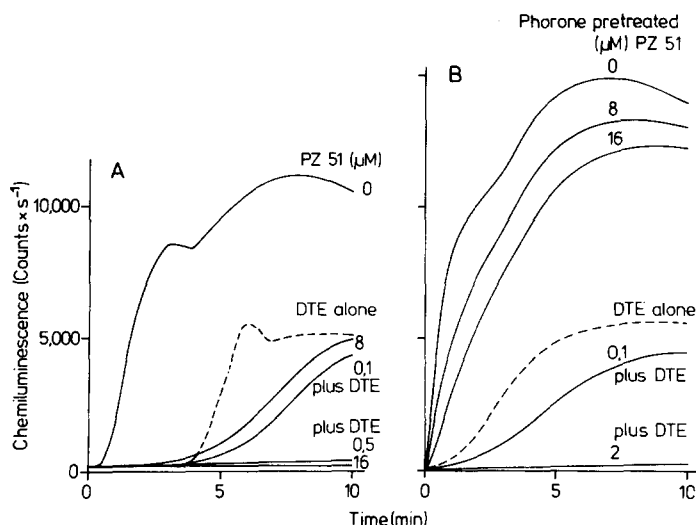 Phorone pretreated
(μM) PZ 51
B
0
8
16
DTE alone
0,1
plus DTE
plus DTE
2
0
5
10
A
PZ 51 (μM)
0
DTE alone
8
0,1
plus DTE
plus DTE
0,5
16
10,000
5,000
0
0
5
10
Chemiluminescence (Counts × s⁻¹)
Time(min)